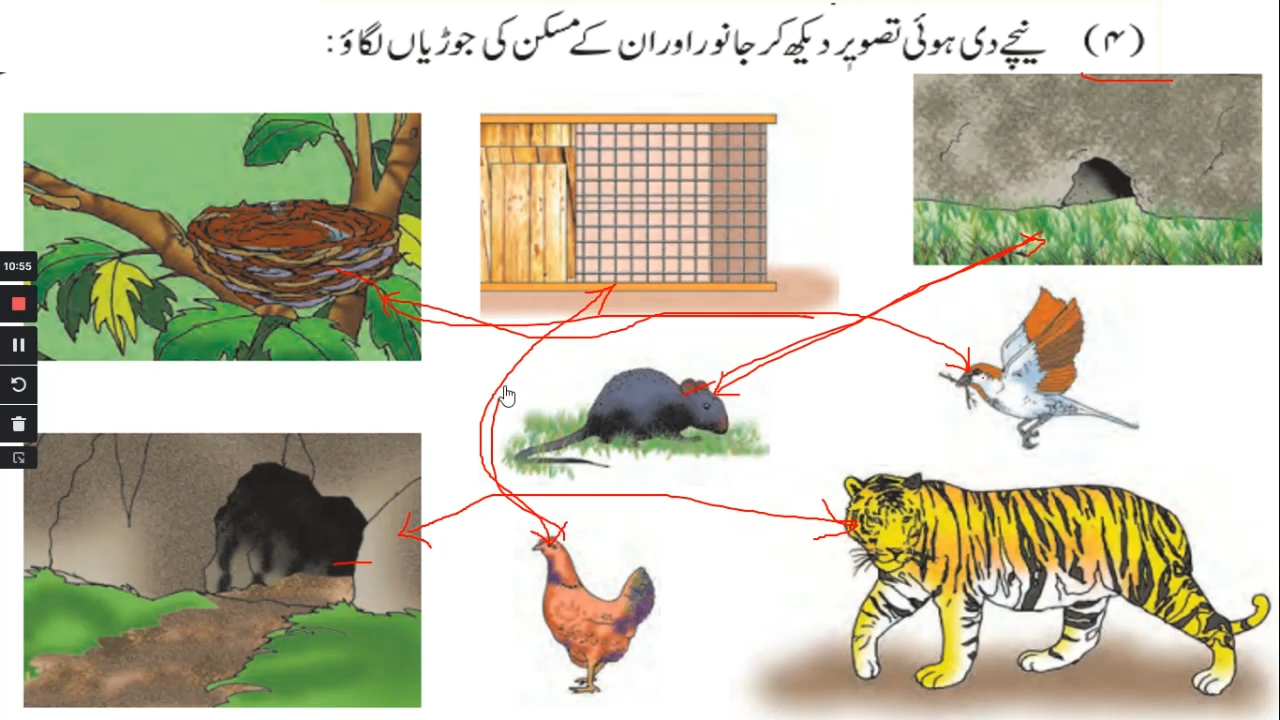 (۴) نیچے دی ہوئی تصویر دیکھ کر جانور اور ان کے مسکن کی جوڑیاں لگاؤ:
10:55